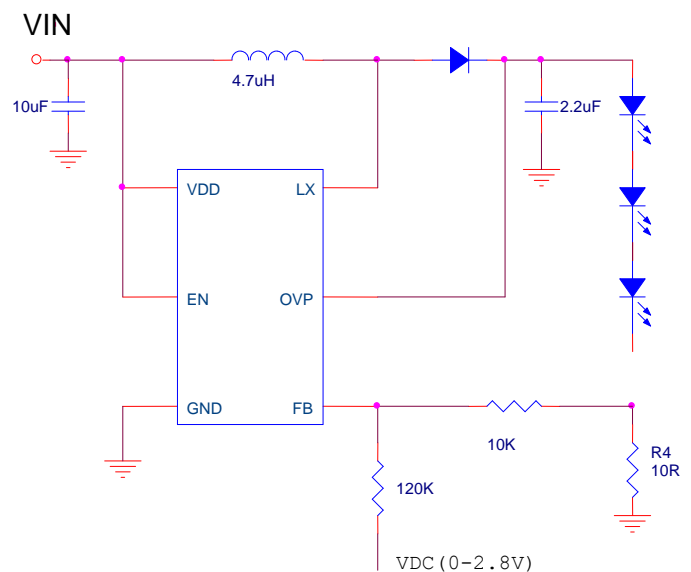 VIN
4.7uH
10uF
2.2uF
VDD
LX
EN
OVP
GND
FB
10K
R4
10R
120K
VDC(0-2.8V)